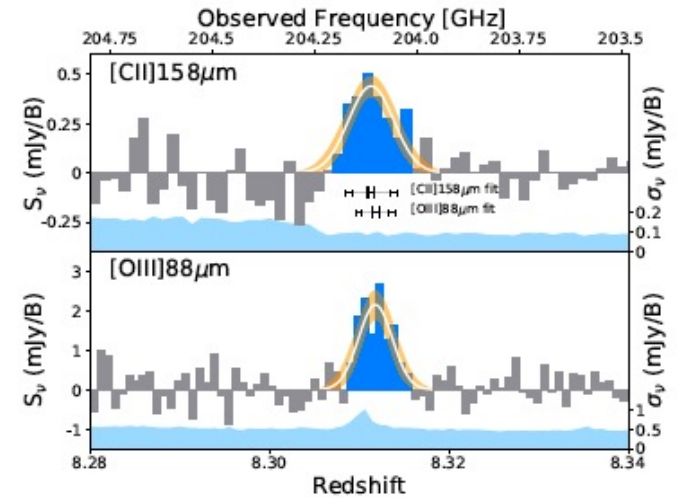 Observed Frequency [GHz]
204.75 204.5 204.25 204.0 203.75 203.5
[CII]158μm
0.5
0.25
0
-0.25
Sν (mJy/B)
[CII]158μm fit
[OIII]88μm fit
0.2
0.1
0
σν (mJy/B)
[OIII]88μm
3
2
1
0
-1
Sν (mJy/B)
1
0.5
0
σν (mJy/B)
8.28 8.30 8.32 8.34
Redshift